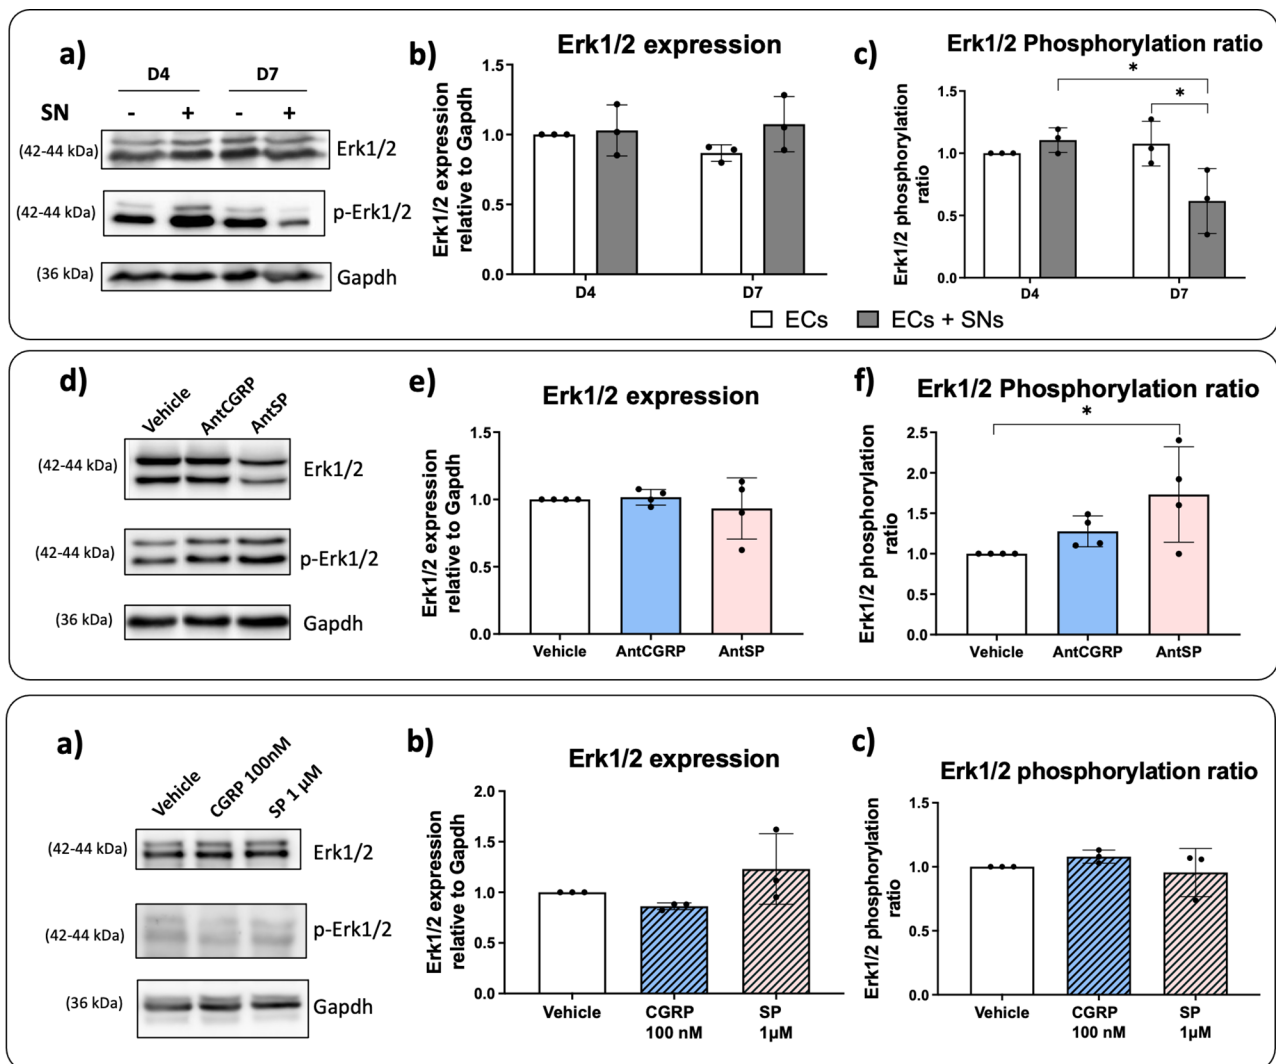 a)
D4 D7
SN - + - +
(42-44 kDa) Erk1/2
(42-44 kDa) p-Erk1/2
(36 kDa) Gapdh
b)
Erk1/2 expression
Erk1/2 expression
relative to Gapdh
1.5
1.0
0.5
0.0
D4 D7
c)
Erk1/2 Phosphorylation ratio
Erk1/2 phosphorylation
ratio
1.5
1.0
0.5
0.0
*
*
D4 D7
ECs ECs + SNs
d)
Vehicle AntCGRP AntSP
(42-44 kDa) Erk1/2
(42-44 kDa) p-Erk1/2
(36 kDa) Gapdh
e)
Erk1/2 expression
Erk1/2 expression
relative to Gapdh
1.5
1.0
0.5
0.0
Vehicle AntCGRP AntSP
f)
Erk1/2 Phosphorylation ratio
Erk1/2 phosphorylation
ratio
2.5
2.0
1.5
1.0
0.5
0.0
*
Vehicle AntCGRP AntSP
a)
Vehicle CGRP 100nM SP 1 µM
(42-44 kDa) Erk1/2
(42-44 kDa) p-Erk1/2
(36 kDa) Gapdh
b)
Erk1/2 expression
Erk1/2 expression
relative to Gapdh
2.0
1.5
1.0
0.5
0.0
Vehicle CGRP SP
100 nM 1µM
c)
Erk1/2 phosphorylation ratio
Erk1/2 phosphorylation
ratio
1.5
1.0
0.5
0.0
Vehicle CGRP SP
100 nM 1µM